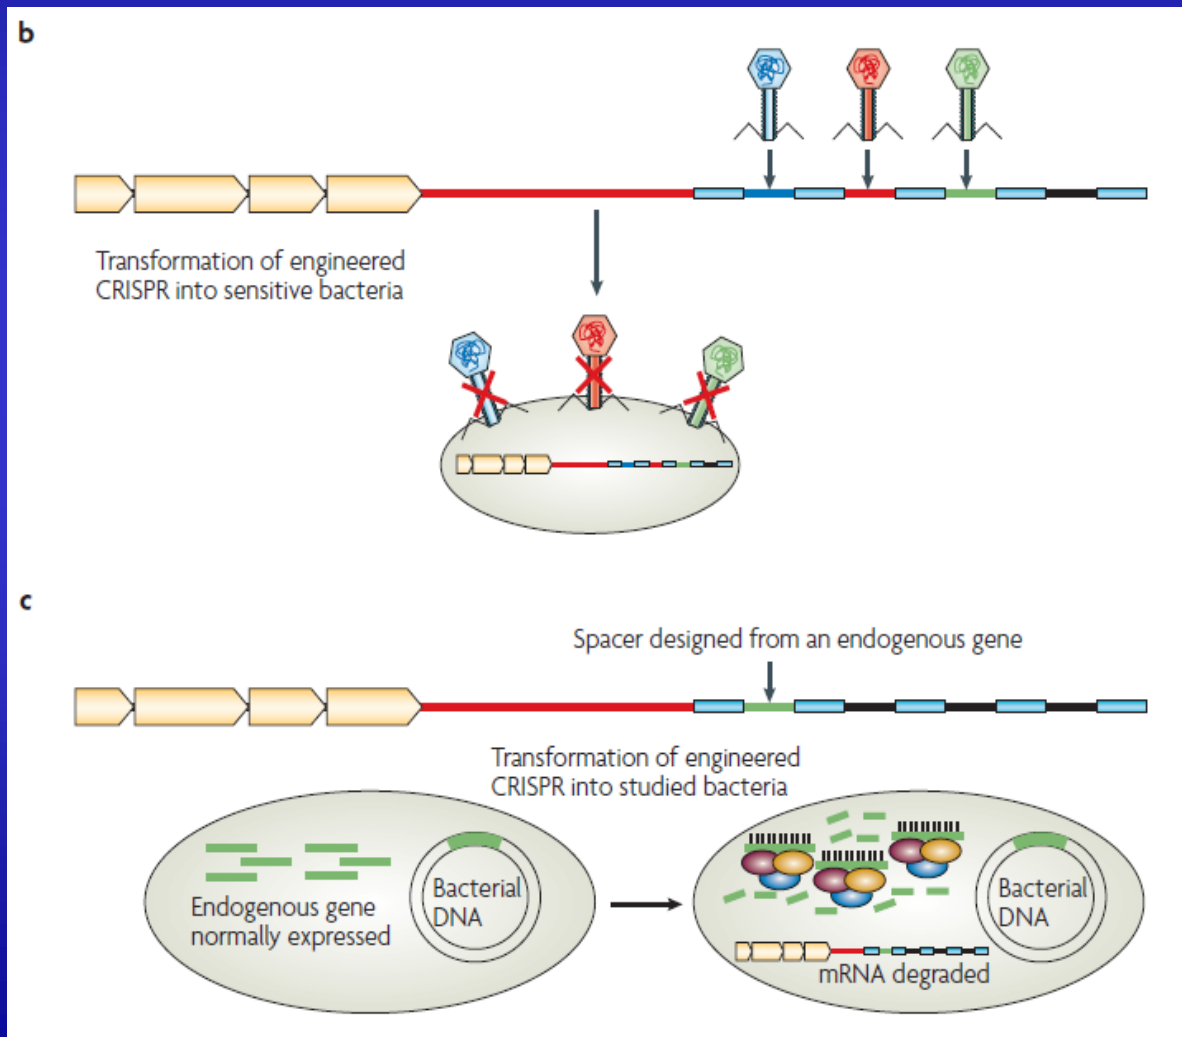 b
Transformation of engineered
CRISPR into sensitive bacteria
c
Spacer designed from an endogenous gene
Transformation of engineered
CRISPR into studied bacteria
Endogenous gene
normally expressed
Bacterial
DNA
Bacterial
DNA
mRNA degraded